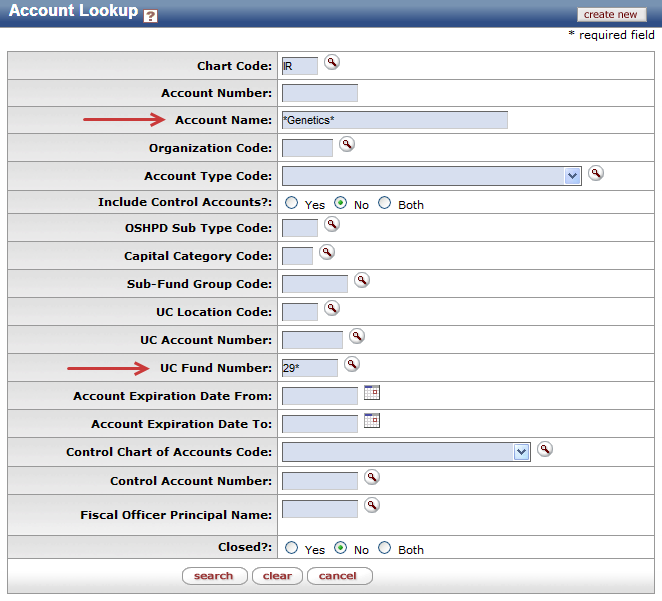 Account Lookup ? create new
* required field
Chart Code: IR
Account Number:
Account Name: *Genetics*
Organization Code:
Account Type Code:
Include Control Accounts?: Yes No Both
OSHPD Sub Type Code:
Capital Category Code:
Sub-Fund Group Code:
UC Location Code:
UC Account Number:
UC Fund Number: 29*
Account Expiration Date From:
Account Expiration Date To:
Control Chart of Accounts Code:
Control Account Number:
Fiscal Officer Principal Name:
Closed?: Yes No Both
search clear cancel